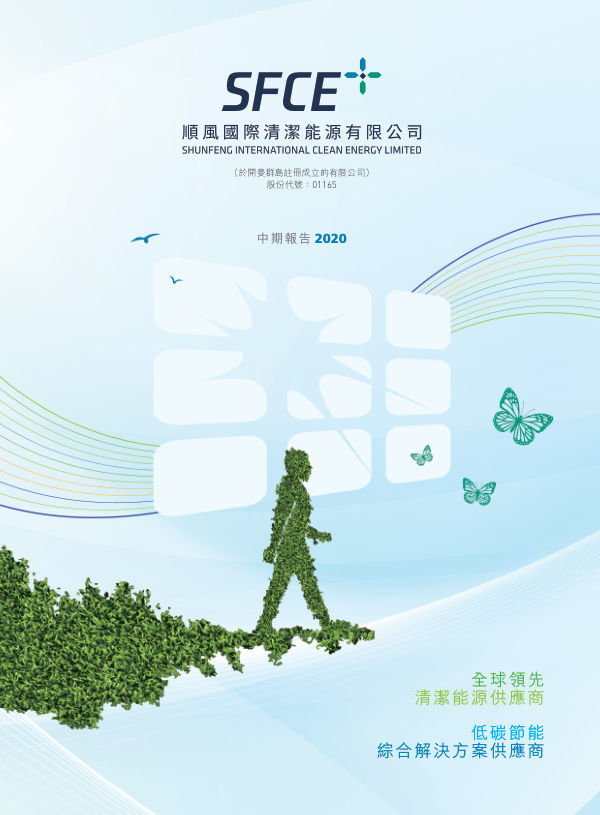 SFCE
順風國際清潔能源有限公司
SHUNFENG INTERNATIONAL CLEAN ENERGY LIMITED
(於開曼群島註冊成立的有限公司)
股份代號：01165
中期報告 2020
全球領先
清潔能源供應商
低碳節能
綜合解決方案供應商